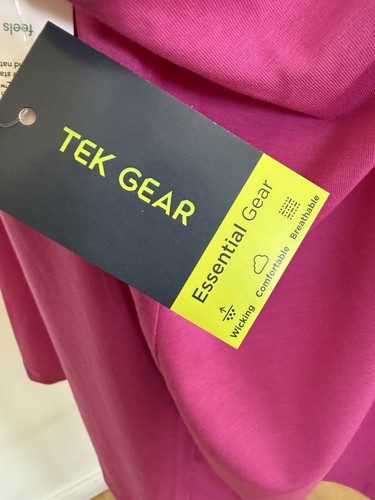 TEK GEAR
Essential Gear
Wicking
Comfortable
Breathable
feels